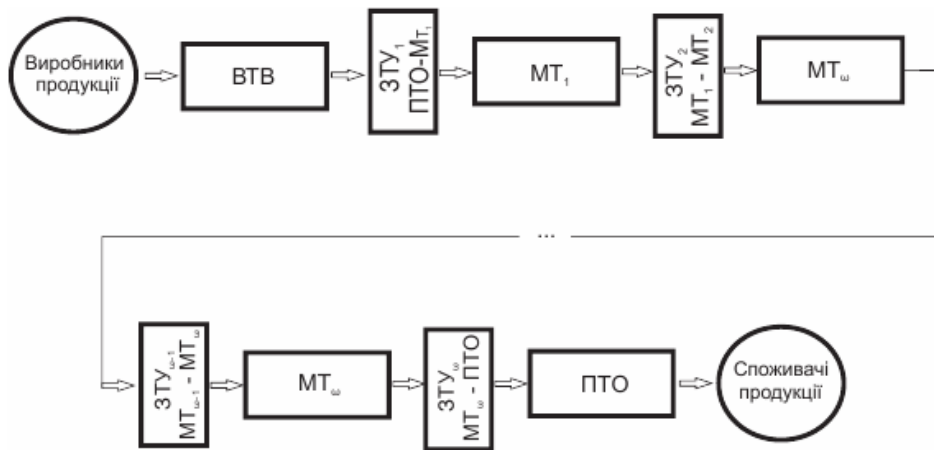 Виробники
продукції
ВТВ
ЗТУ₁
ПТО-Мт₁
МТ₁
ЗТУ₂
МТ₁ - МТ₂
МТω
...
ЗТУω-1
МТω-1 - МТω
МТω
ЗТУω
МТω - ПТО
ПТО
Споживачі
продукції